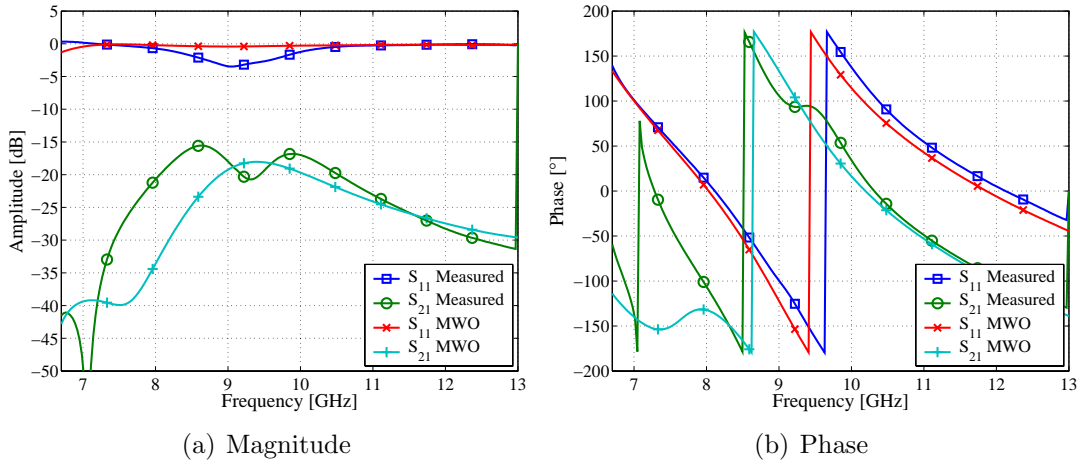 5
0
−5
−10
−15
−20
−25
−30
−35
−40
−45
−50
Amplitude [dB]
7 8 9 10 11 12 13
Frequency [GHz]
S11 Measured
S21 Measured
S11 MWO
S21 MWO
(a) Magnitude
200
150
100
50
0
−50
−100
−150
−200
Phase [°]
7 8 9 10 11 12 13
Frequency [GHz]
S11 Measured
S21 Measured
S11 MWO
S21 MWO
(b) Phase